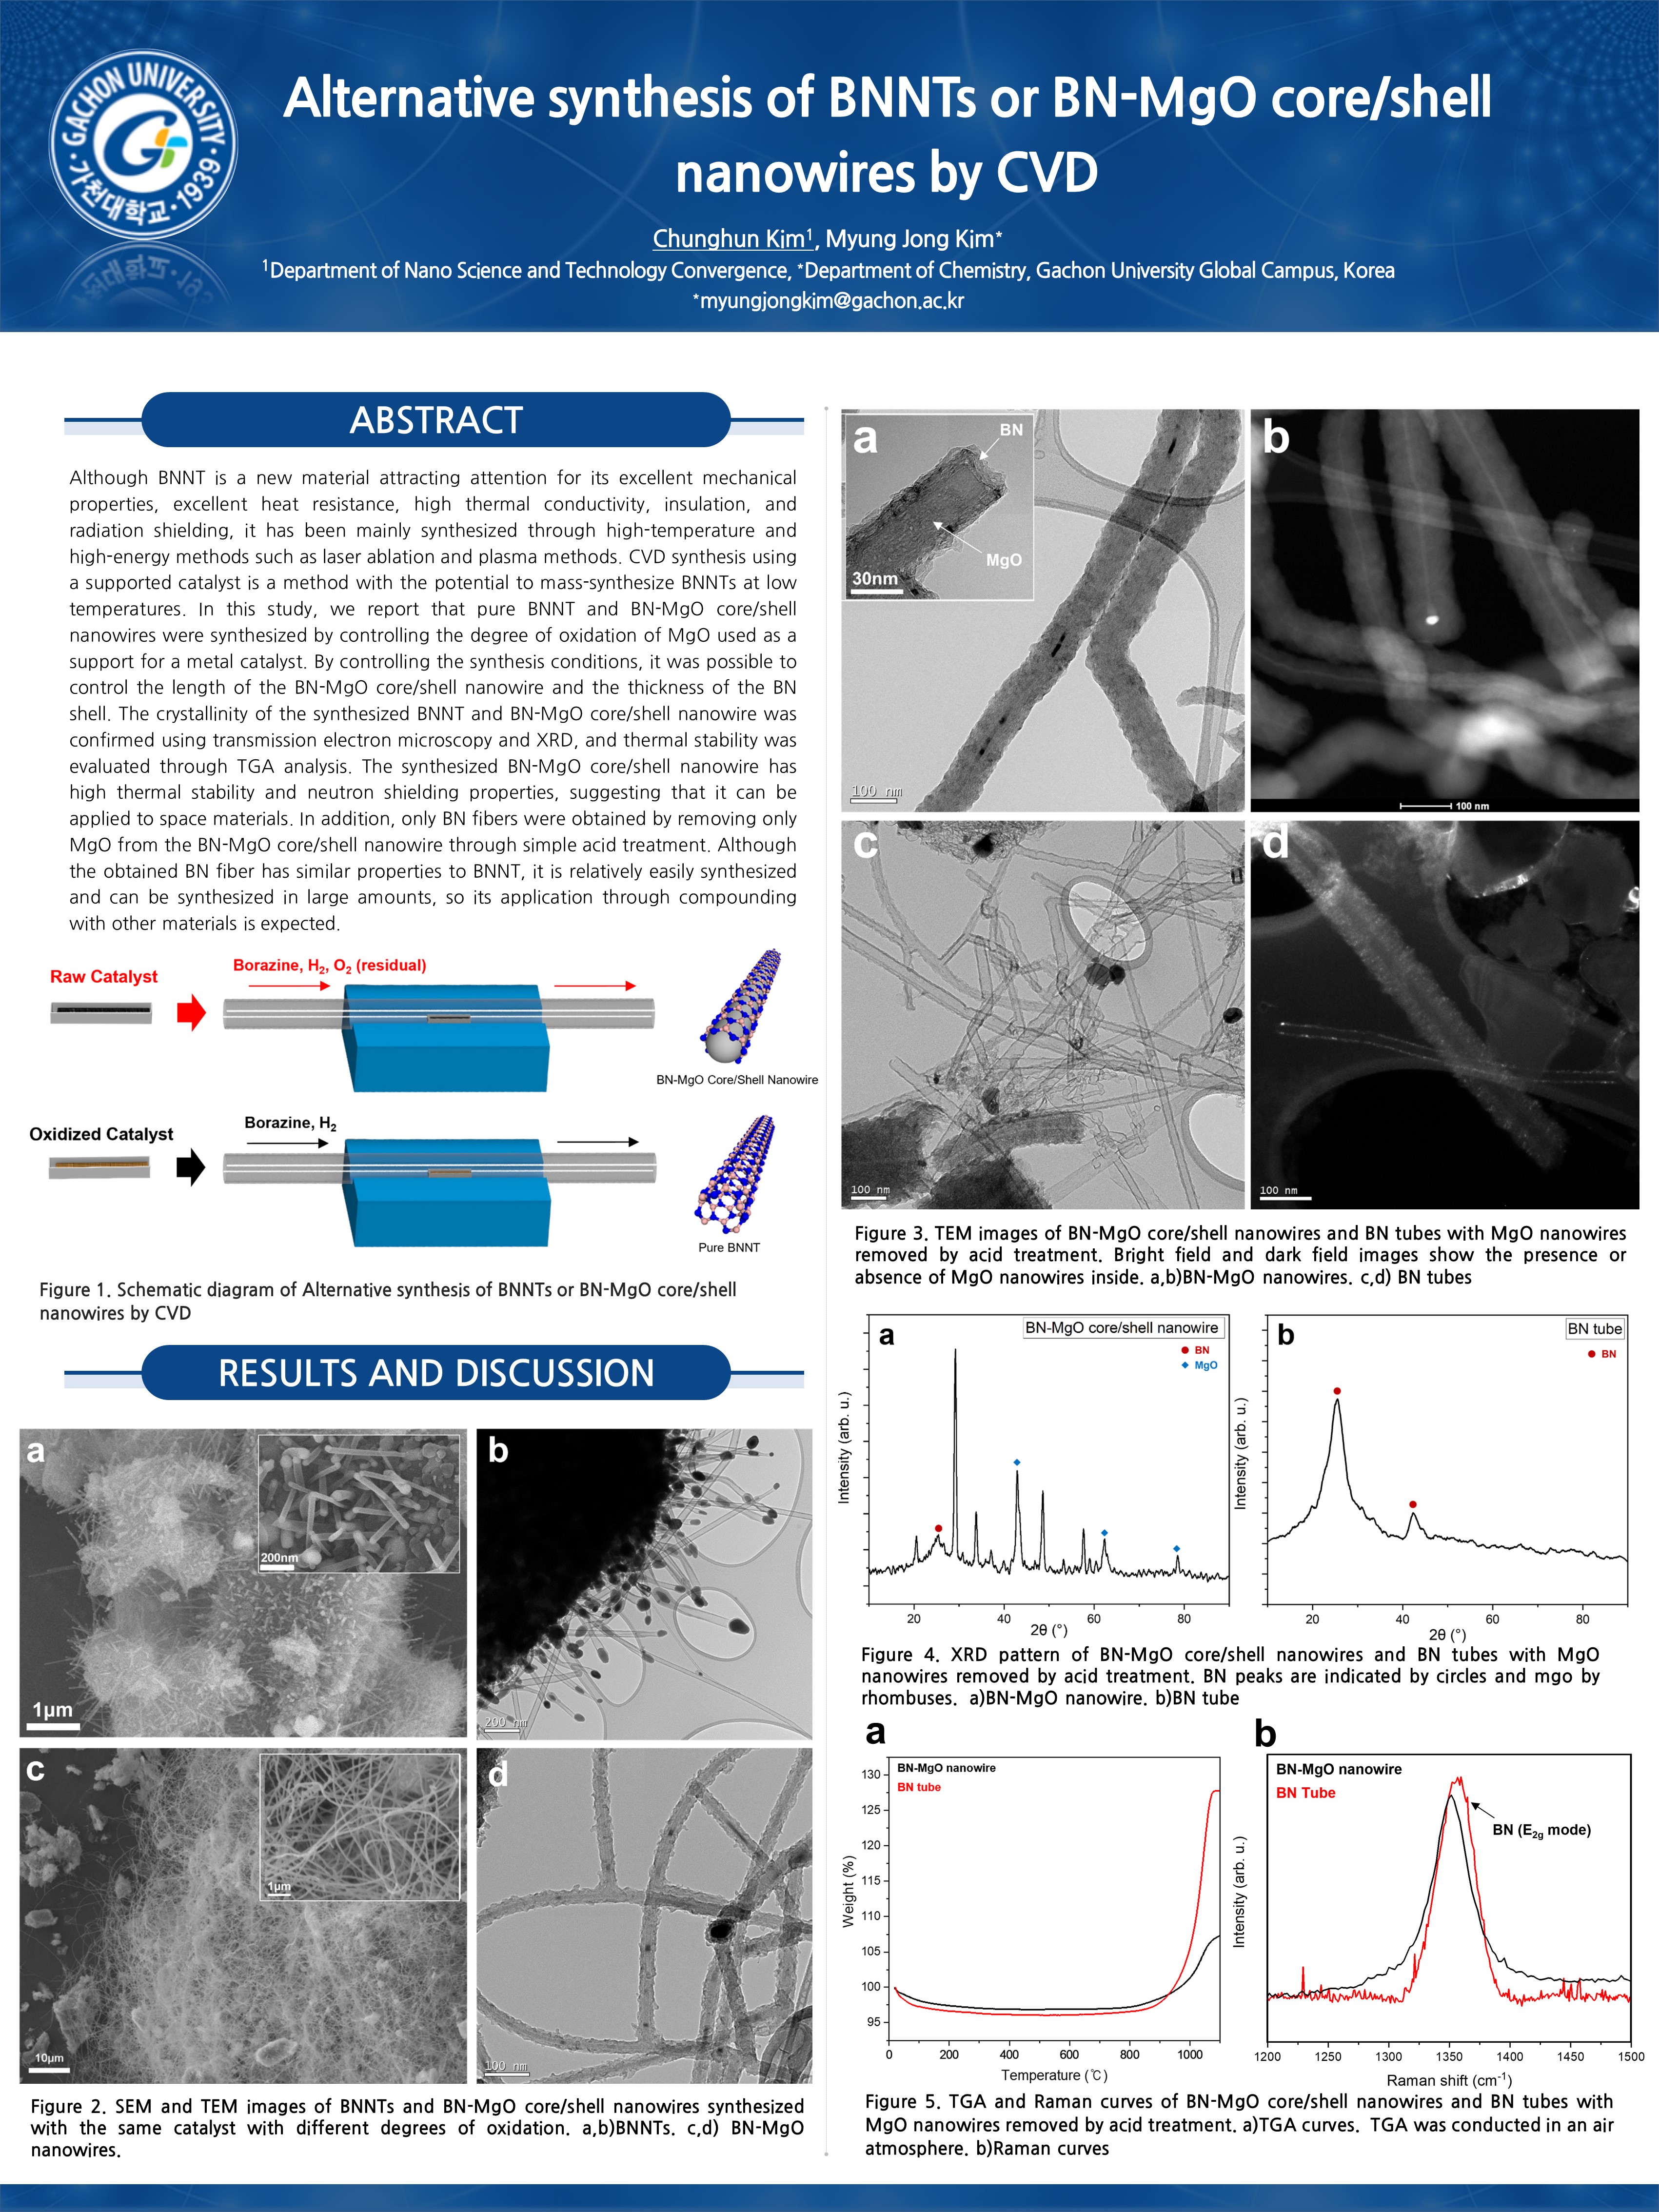 GACHON UNIVERSITY · 1939 · 가천대학교
Alternative synthesis of BNNTs or BN-MgO core/shell
nanowires by CVD
Chunghun Kim¹, Myung Jong Kim*
¹Department of Nano Science and Technology Convergence, *Department of Chemistry, Gachon University Global Campus, Korea
*myungjongkim@gachon.ac.kr
ABSTRACT
Although BNNT is a new material attracting attention for its excellent mechanical
properties, excellent heat resistance, high thermal conductivity, insulation, and
radiation shielding, it has been mainly synthesized through high-temperature and
high-energy methods such as laser ablation and plasma methods. CVD synthesis using
a supported catalyst is a method with the potential to mass-synthesize BNNTs at low
temperatures. In this study, we report that pure BNNT and BN-MgO core/shell
nanowires were synthesized by controlling the degree of oxidation of MgO used as a
support for a metal catalyst. By controlling the synthesis conditions, it was possible to
control the length of the BN-MgO core/shell nanowire and the thickness of the BN
shell. The crystallinity of the synthesized BNNT and BN-MgO core/shell nanowire was
confirmed using transmission electron microscopy and XRD, and thermal stability was
evaluated through TGA analysis. The synthesized BN-MgO core/shell nanowire has
high thermal stability and neutron shielding properties, suggesting that it can be
applied to space materials. In addition, only BN fibers were obtained by removing only
MgO from the BN-MgO core/shell nanowire through simple acid treatment. Although
the obtained BN fiber has similar properties to BNNT, it is relatively easily synthesized
and can be synthesized in large amounts, so its application through compounding
with other materials is expected.
Raw Catalyst
Borazine, H₂, O₂ (residual)
BN-MgO Core/Shell Nanowire
Oxidized Catalyst
Borazine, H₂
Pure BNNT
Figure 1. Schematic diagram of Alternative synthesis of BNNTs or BN-MgO core/shell
nanowires by CVD
RESULTS AND DISCUSSION
a
200nm
1μm
b
200 nm
c
1μm
10μm
d
100 nm
Figure 2. SEM and TEM images of BNNTs and BN-MgO core/shell nanowires synthesized
with the same catalyst with different degrees of oxidation. a,b)BNNTs. c,d) BN-MgO
nanowires.
a
BN
MgO
30nm
100 nm
b
100 nm
c
100 nm
d
100 nm
Figure 3. TEM images of BN-MgO core/shell nanowires and BN tubes with MgO nanowires
removed by acid treatment. Bright field and dark field images show the presence or
absence of MgO nanowires inside. a,b)BN-MgO nanowires. c,d) BN tubes
a
BN-MgO core/shell nanowire
BN
MgO
Intensity (arb. u.)
20 40 60 80
2θ (°)
b
BN tube
BN
Intensity (arb. u.)
20 40 60 80
2θ (°)
Figure 4. XRD pattern of BN-MgO core/shell nanowires and BN tubes with MgO
nanowires removed by acid treatment. BN peaks are indicated by circles and mgo by
rhombuses. a)BN-MgO nanowire. b)BN tube
a
BN-MgO nanowire
BN tube
Weight (%)
130
125
120
115
110
105
100
95
0 200 400 600 800 1000
Temperature (℃)
b
BN-MgO nanowire
BN Tube
BN (E₂g mode)
Intensity (arb. u.)
1200 1250 1300 1350 1400 1450 1500
Raman shift (cm⁻¹)
Figure 5. TGA and Raman curves of BN-MgO core/shell nanowires and BN tubes with
MgO nanowires removed by acid treatment. a)TGA curves. TGA was conducted in an air
atmosphere. b)Raman curves